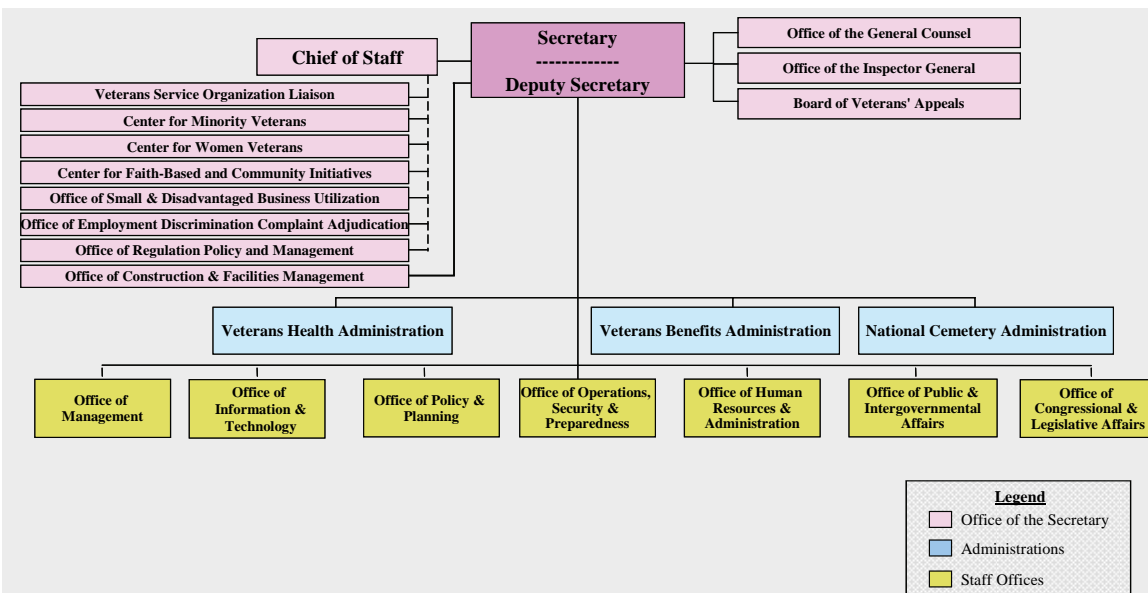 Secretary
-------------
Deputy Secretary
Chief of Staff
Veterans Service Organization Liaison
Center for Minority Veterans
Center for Women Veterans
Center for Faith-Based and Community Initiatives
Office of Small & Disadvantaged Business Utilization
Office of Employment Discrimination Complaint Adjudication
Office of Regulation Policy and Management
Office of Construction & Facilities Management
Office of the General Counsel
Office of the Inspector General
Board of Veterans' Appeals
Veterans Health Administration
Veterans Benefits Administration
National Cemetery Administration
Office of
Management
Office of
Information &
Technology
Office of Policy &
Planning
Office of Operations,
Security &
Preparedness
Office of Human
Resources &
Administration
Office of Public &
Intergovernmental
Affairs
Office of
Congressional &
Legislative Affairs
Legend
Office of the Secretary
Administrations
Staff Offices